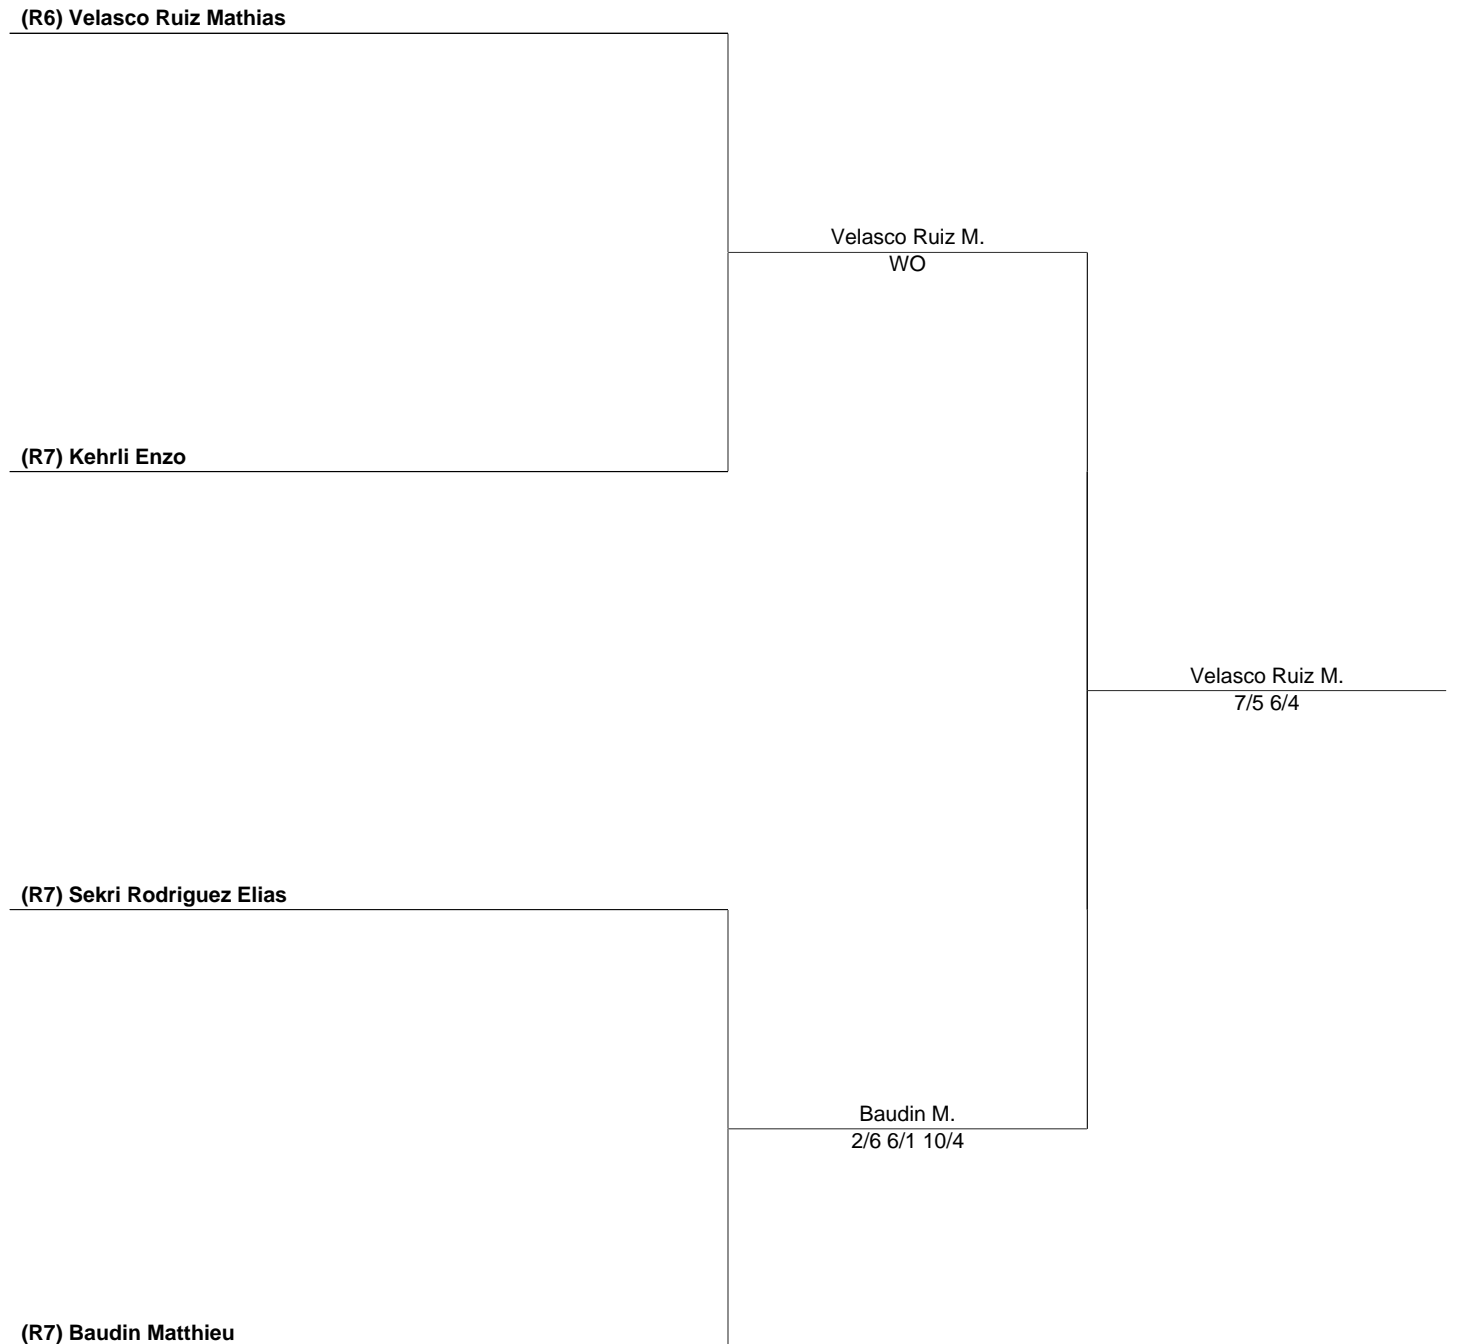 (R6) Velasco Ruiz Mathias
Velasco Ruiz M.
WO
(R7) Kehrli Enzo
Velasco Ruiz M.
7/5 6/4
(R7) Sekri Rodriguez Elias
Baudin M.
2/6 6/1 10/4
(R7) Baudin Matthieu